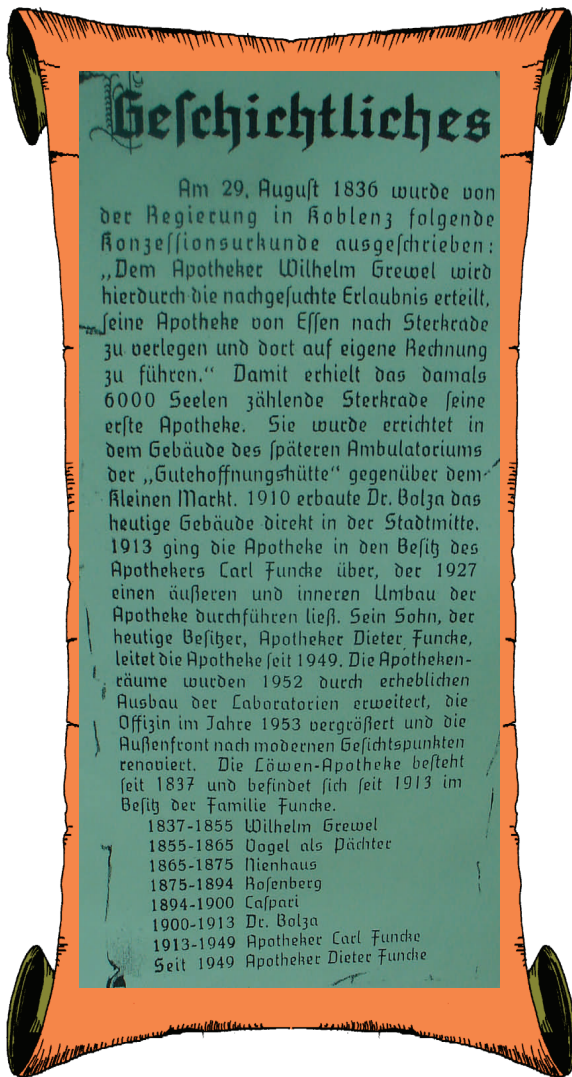 Geſchichtliches
Am 29. Auguſt 1836 wurde von
der Regierung in Koblenz folgende
Konzeſſionsurkunde ausgeſchrieben:
„Dem Apotheker Wilhelm Grewel wird
hierdurch die nachgeſuchte Erlaubnis erteilt,
ſeine Apotheke von Eſſen nach Sterkrade
zu verlegen und dort auf eigene Rechnung
zu führen.“ Damit erhielt das damals
6000 Seelen zählende Sterkrade ſeine
erſte Apotheke. Sie wurde errichtet in
dem Gebäude des ſpäteren Ambulatoriums
der „Gutehoffnungshütte“ gegenüber dem
Kleinen Markt. 1910 erbaute Dr. Bolza das
heutige Gebäude direkt in der Stadtmitte.
1913 ging die Apotheke in den Beſitz des
Apothekers Carl Funcke über, der 1927
einen äußeren und inneren Umbau der
Apotheke durchführen ließ. Sein Sohn, der
heutige Beſitzer, Apotheker Dieter Funcke,
leitet die Apotheke ſeit 1949. Die Apotheken-
räume wurden 1952 durch erheblichen
Ausbau der Laboratorien erweitert, die
Offizin im Jahre 1953 vergrößert und die
Außenfront nach modernen Geſichtspunkten
renoviert. Die Löwen-Apotheke beſteht
ſeit 1837 und befindet ſich ſeit 1913 im
Beſitz der Familie Funcke.
1837-1855 Wilhelm Grewel
1855-1865 Vogel als Pächter
1865-1875 Nienhaus
1875-1894 Roſenberg
1894-1900 Caſpari
1900-1913 Dr. Bolza
1913-1949 Apotheker Carl Funcke
Seit 1949 Apotheker Dieter Funcke